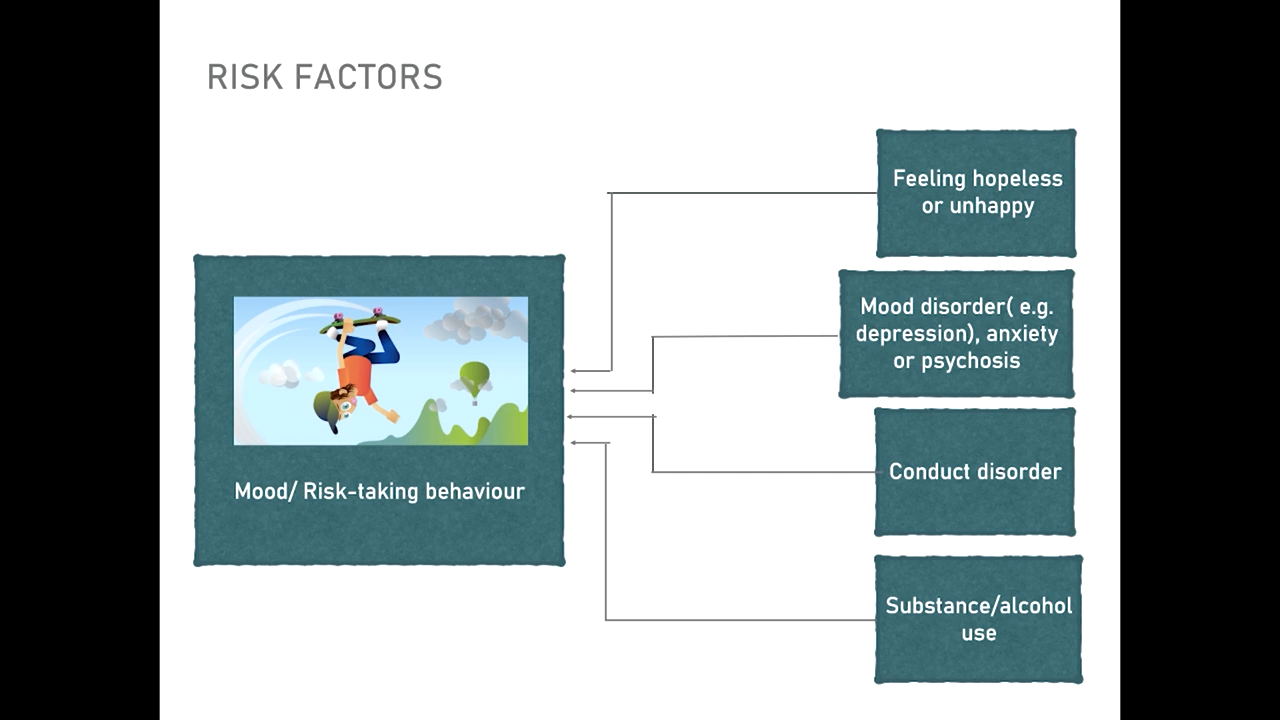 RISK FACTORS
Feeling hopeless
or unhappy
Mood disorder( e.g.
depression), anxiety
or psychosis
Mood/ Risk-taking behaviour
Conduct disorder
Substance/alcohol
use